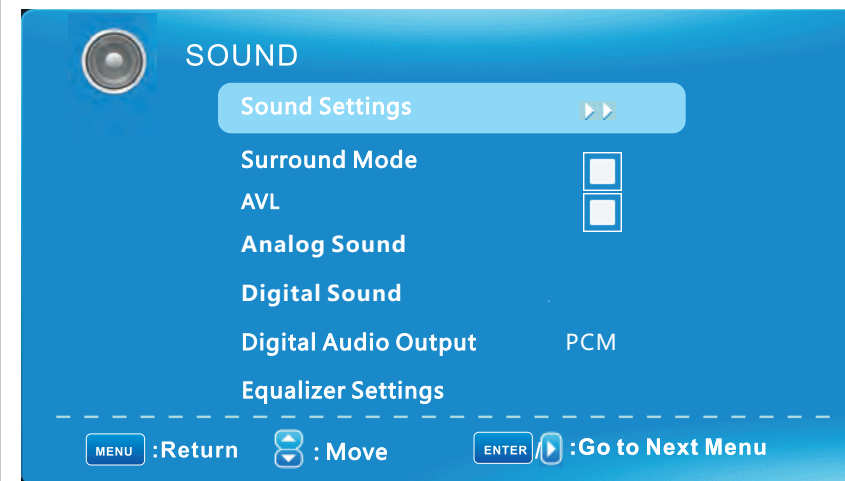 SOUND
Sound Settings
Surround Mode
AVL
Analog Sound
Digital Sound
Digital Audio Output PCM
Equalizer Settings
MENU :Return : Move ENTER / :Go to Next Menu